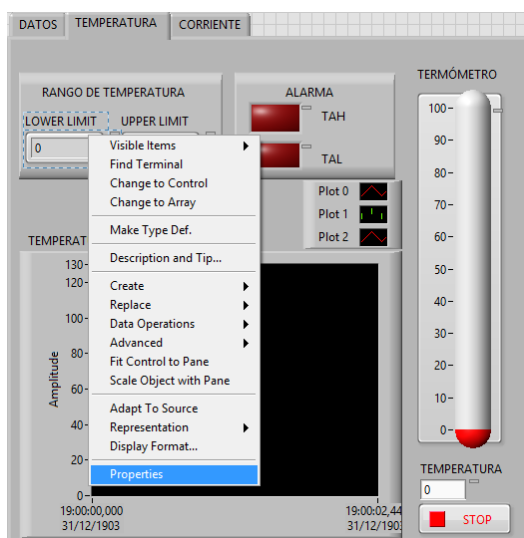 DATOS TEMPERATURA CORRIENTE
TERMÓMETRO
RANGO DE TEMPERATURA
ALARMA
LOWER LIMIT UPPER LIMIT
0
TAH
TAL
Visible Items
Find Terminal
Change to Control
Change to Array
Make Type Def.
Description and Tip...
Create
Replace
Data Operations
Advanced
Fit Control to Pane
Scale Object with Pane
Adapt To Source
Representation
Display Format...
Properties
Plot 0
Plot 1
Plot 2
TEMPERAT
Amplitude
130
120
100
80
60
40
20
0
19:00:00,000
31/12/1903
19:00:02,44
31/12/190
100
90
80
70
60
50
40
30
20
10
0
TEMPERATURA
0
STOP